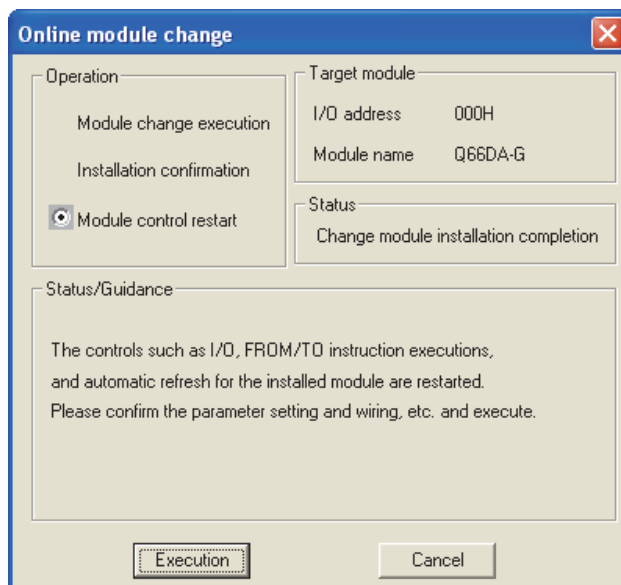 Online module change
Operation
Module change execution
Installation confirmation
Module control restart
Target module
I/O address 000H
Module name Q66DA-G
Status
Change module installation completion
Status/Guidance
The controls such as I/O, FROM/TO instruction executions,
and automatic refresh for the installed module are restarted.
Please confirm the parameter setting and wiring, etc. and execute.
Execution Cancel